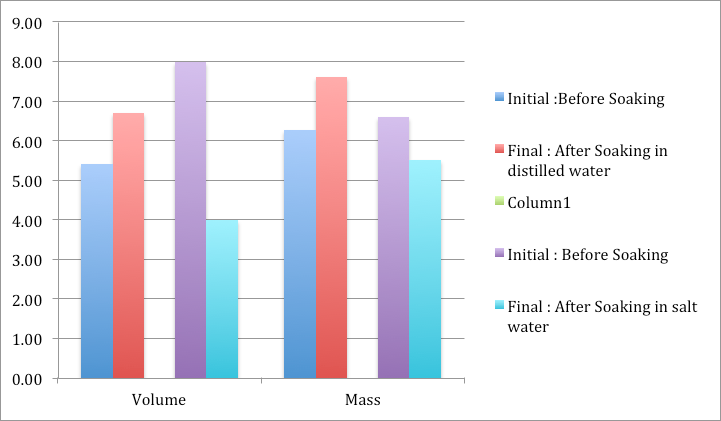 9.00
8.00
7.00
6.00
5.00
4.00
3.00
2.00
1.00
0.00
Volume
Mass
Initial :Before Soaking
Final : After Soaking in
distilled water
Column1
Initial : Before Soaking
Final : After Soaking in salt
water